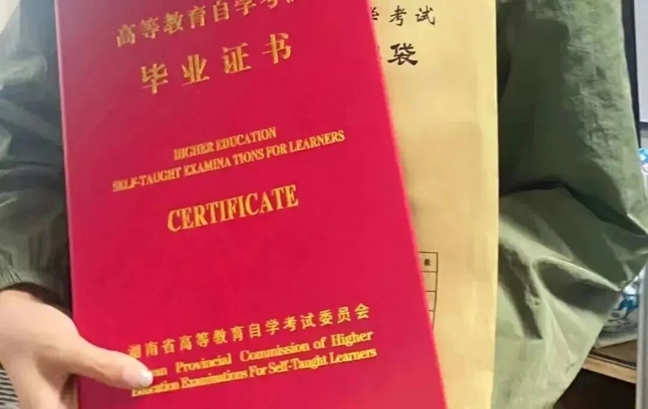 高等教育自学考
毕业证书
HIGHER EDUCATION
SELF-TAUGHT EXAMINATIONS FOR LEARNERS
CERTIFICATE
湖南省高等教育自学考试委员会
Provincial Commission of Higher
Education Examinations For Self-Taught Learners
学考试
袋